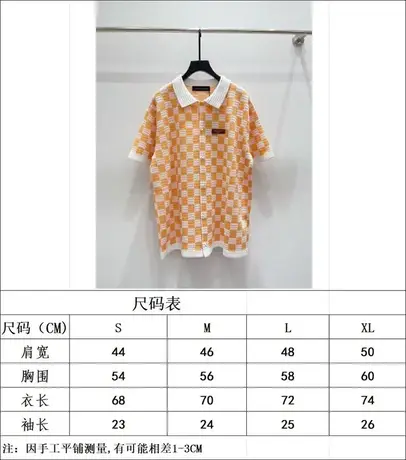 尺码表
尺码（CM） S M L XL
肩宽 44 46 48 50
胸围 54 56 58 60
衣长 68 70 72 74
袖长 23 24 25 26
注：因手工平铺测量,有可能相差1-3CM